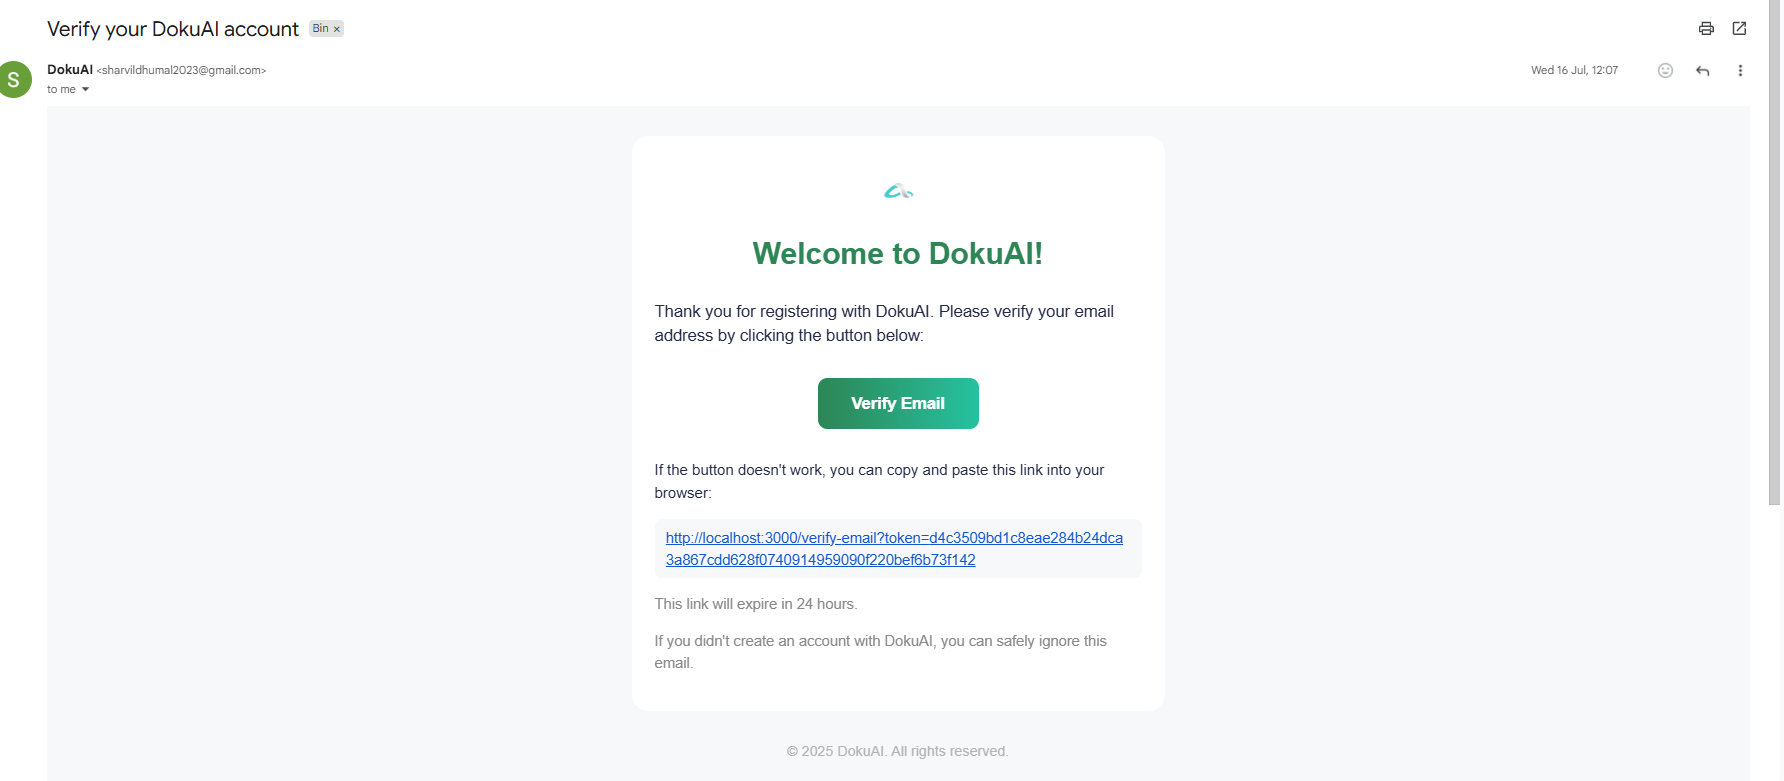 Verify your DokuAI account Bin ×
S
DokuAI <sharvildhumal2023@gmail.com> Wed 16 Jul, 12:07
to me
Welcome to DokuAI!
Thank you for registering with DokuAI. Please verify your email
address by clicking the button below:
Verify Email
If the button doesn't work, you can copy and paste this link into your
browser:
http://localhost:3000/verify-email?token=d4c3509bd1c8eae284b24dca
3a867cdd628f0740914959090f220bef6b73f142
This link will expire in 24 hours.
If you didn't create an account with DokuAI, you can safely ignore this
email.
© 2025 DokuAI. All rights reserved.